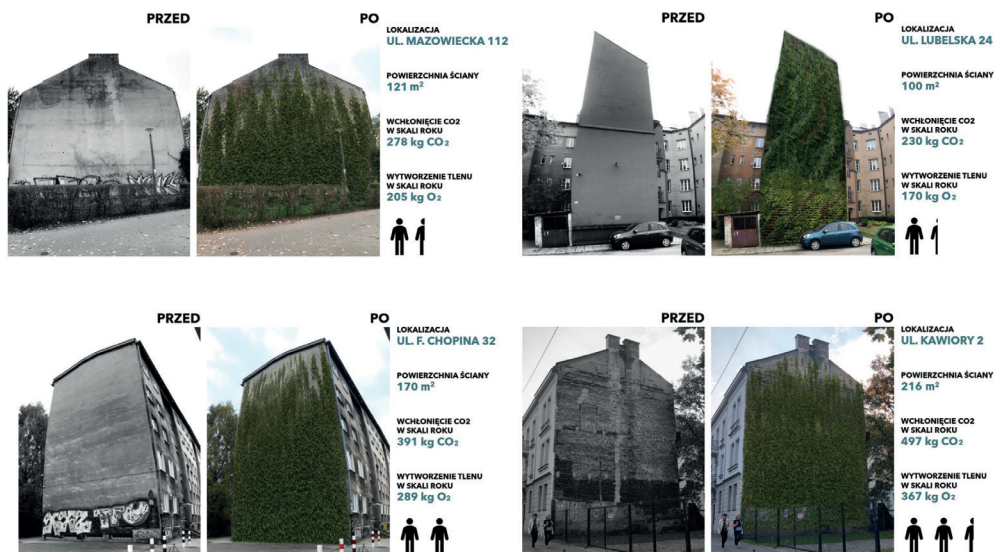 PRZED
PO
LOKALIZACJA
UL. MAZOWIECKA 112
POWIERZCHNIA ŚCIANY
121 m²
WCHŁONIĘCIE CO2
W SKALI ROKU
278 kg CO₂
WYTWORZENIE TLENU
W SKALI ROKU
205 kg O₂
PRZED
PO
LOKALIZACJA
UL. LUBELSKA 24
POWIERZCHNIA ŚCIANY
100 m²
WCHŁONIĘCIE CO2
W SKALI ROKU
230 kg CO₂
WYTWORZENIE TLENU
W SKALI ROKU
170 kg O₂
PRZED
PO
LOKALIZACJA
UL. F. CHOPINA 32
POWIERZCHNIA ŚCIANY
170 m²
WCHŁONIĘCIE CO2
W SKALI ROKU
391 kg CO₂
WYTWORZENIE TLENU
W SKALI ROKU
289 kg O₂
PRZED
PO
LOKALIZACJA
UL. KAWIORY 2
POWIERZCHNIA ŚCIANY
216 m²
WCHŁONIĘCIE CO2
W SKALI ROKU
497 kg CO₂
WYTWORZENIE TLENU
W SKALI ROKU
367 kg O₂